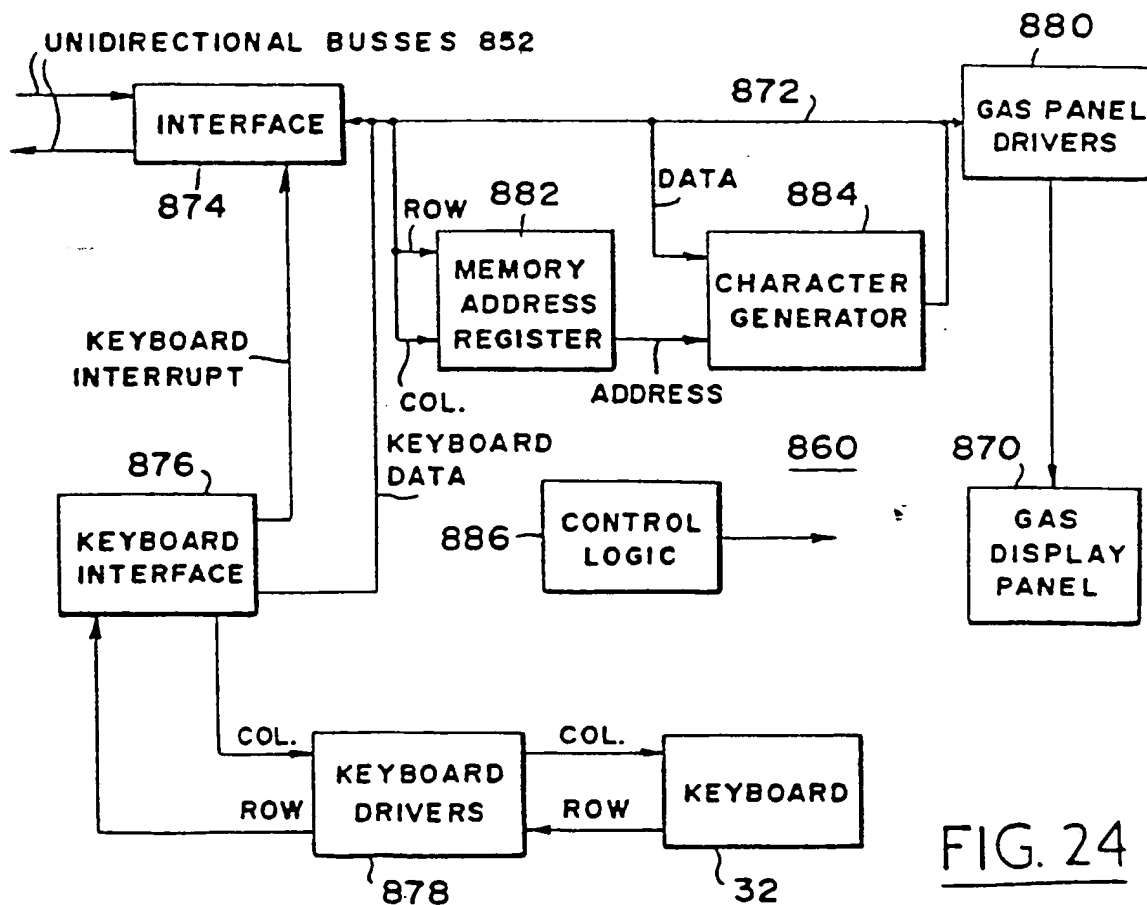 UNIDIRECTIONAL BUSSES 852
880
INTERFACE
872
GAS PANEL
DRIVERS
874
DATA
882
884
ROW
MEMORY
ADDRESS
REGISTER
CHARACTER
GENERATOR
KEYBOARD
INTERRUPT
COL.
ADDRESS
KEYBOARD
DATA
876
860
870
KEYBOARD
INTERFACE
886
CONTROL
LOGIC
GAS
DISPLAY
PANEL
COL.
COL.
KEYBOARD
DRIVERS
KEYBOARD
ROW
ROW
878
32
FIG. 24